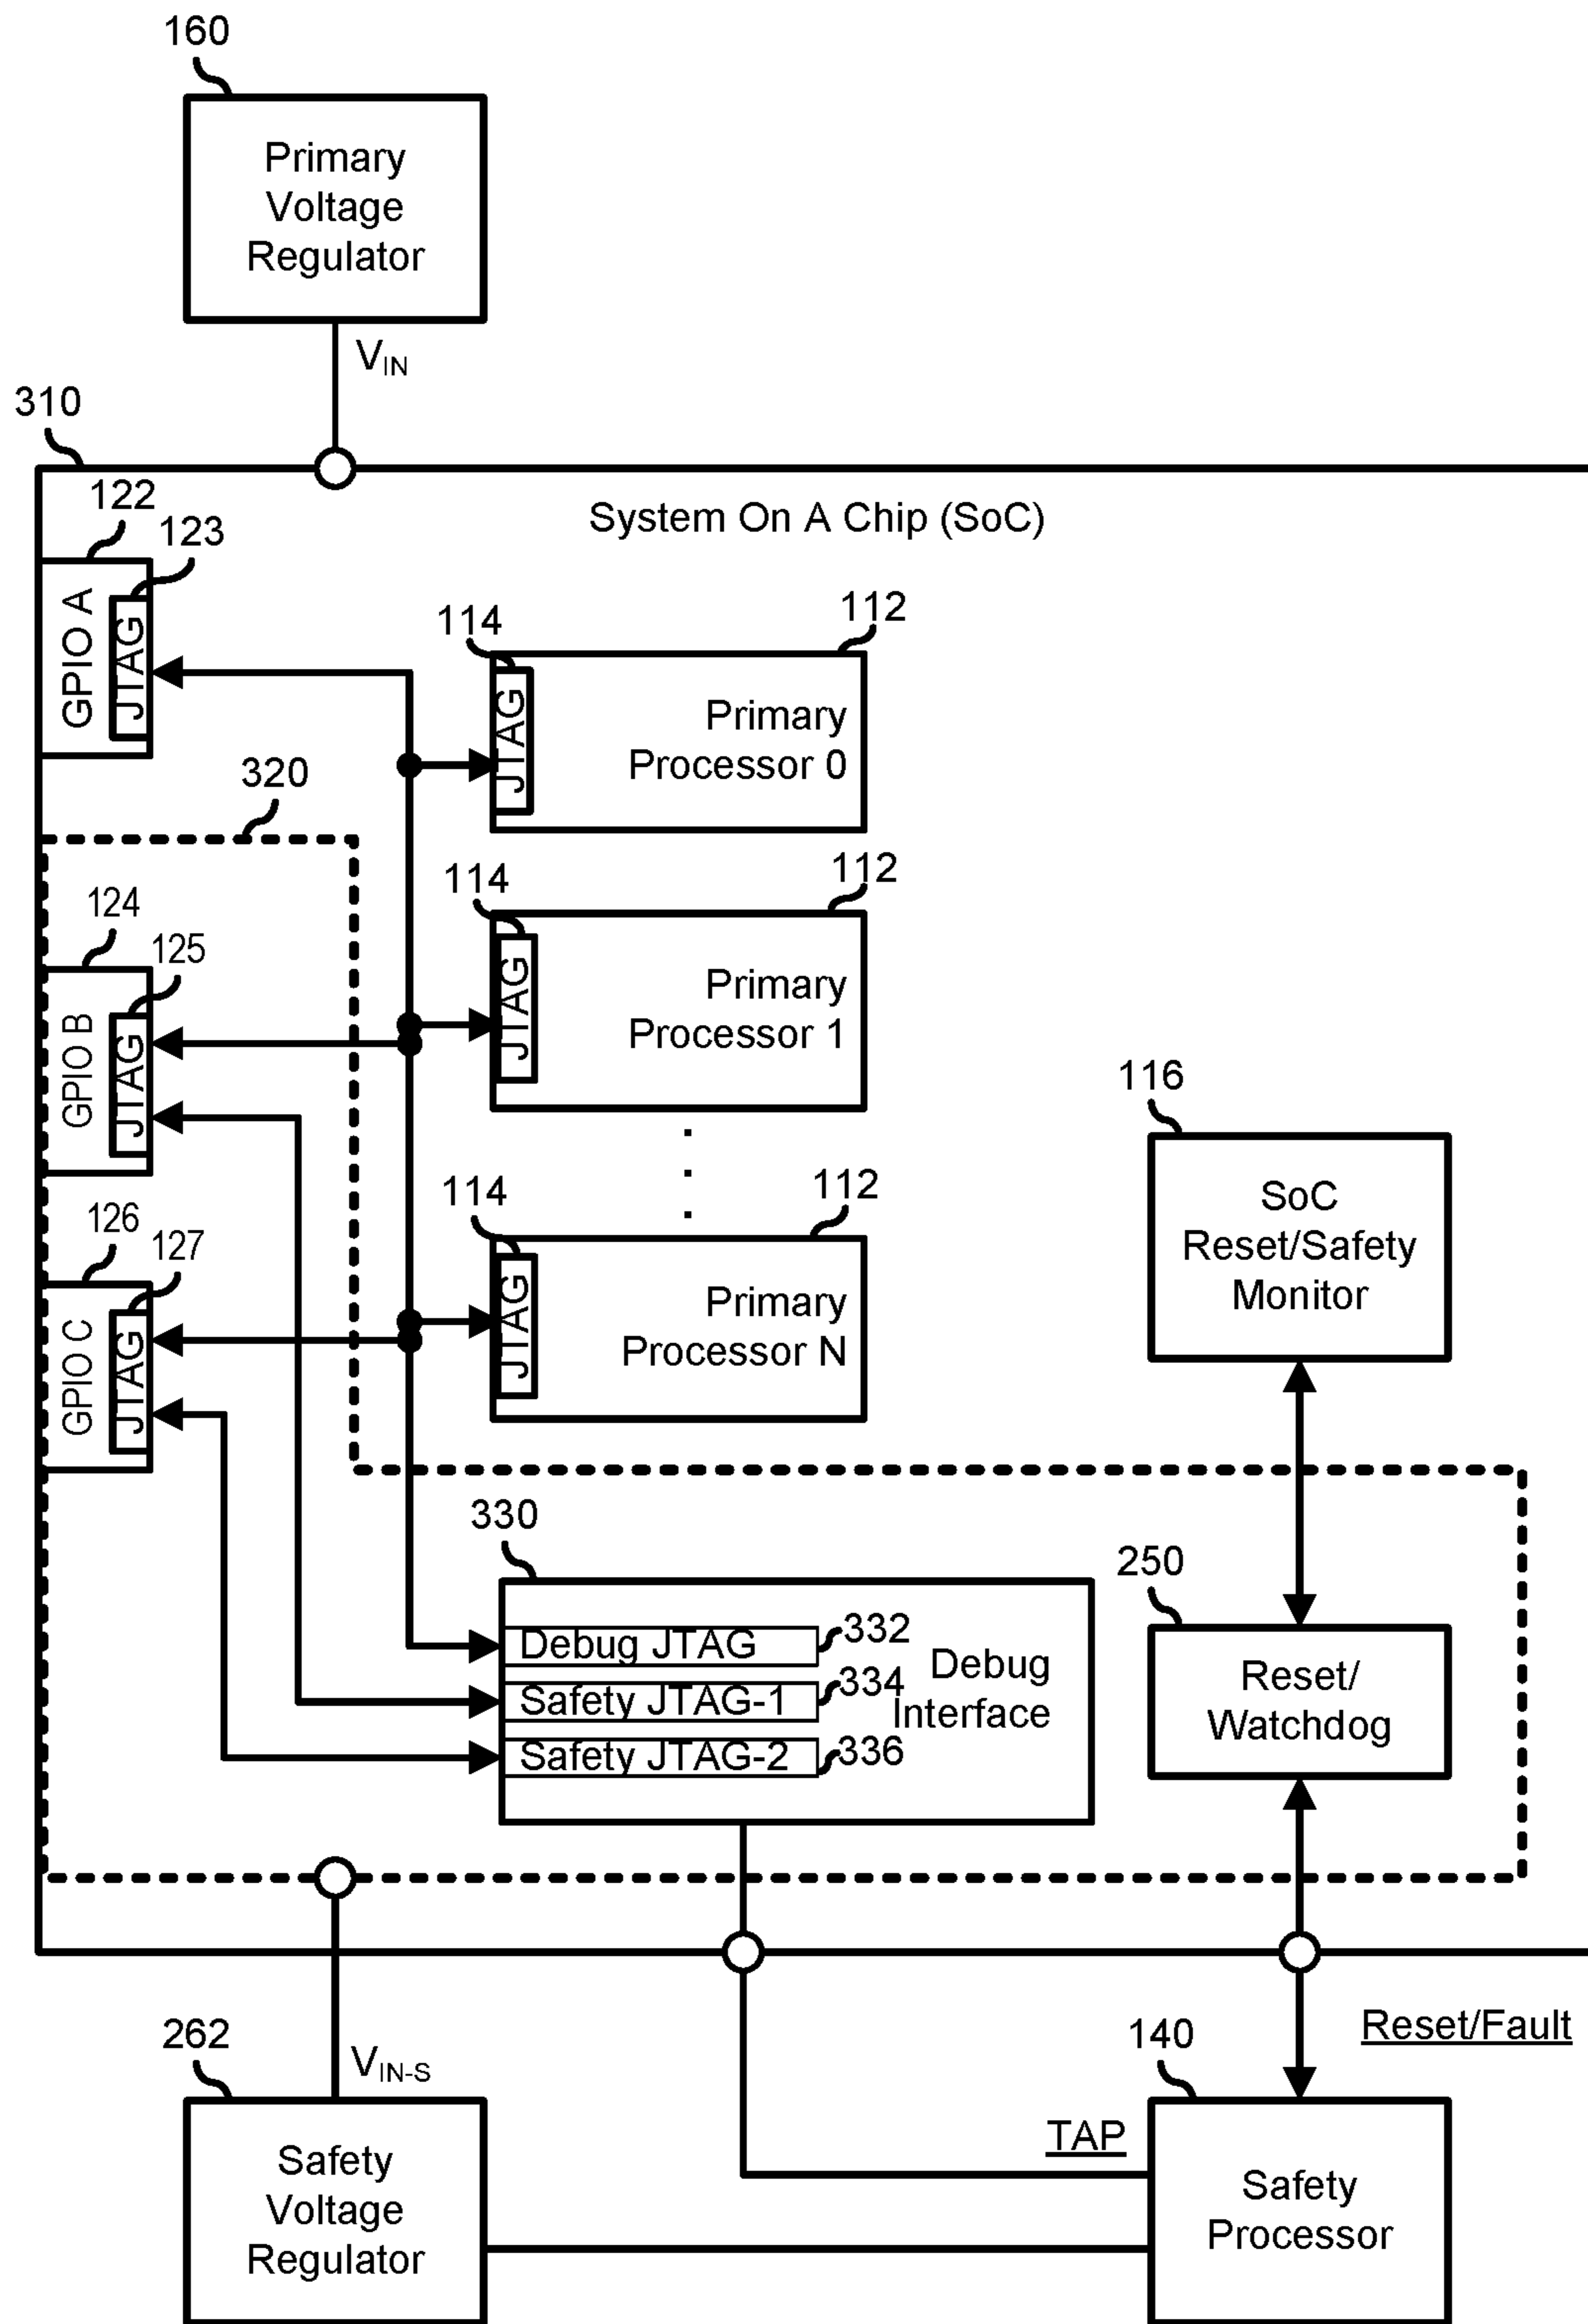 160
Primary
Voltage
Regulator
VIN
310
System On A Chip (SoC)
122
123
GPIO A
JTAG
114
112
JTAG
Primary
Processor 0
320
114
112
JTAG
Primary
Processor 1
124
125
GPIO B
JTAG
116
SoC
Reset/Safety
Monitor
114
112
JTAG
Primary
Processor N
126
127
GPIO C
JTAG
330
Debug JTAG
332
Safety JTAG-1
334
Safety JTAG-2
336
Debug
Interface
250
Reset/
Watchdog
Reset/Fault
262
VIN-S
Safety
Voltage
Regulator
TAP
140
Safety
Processor